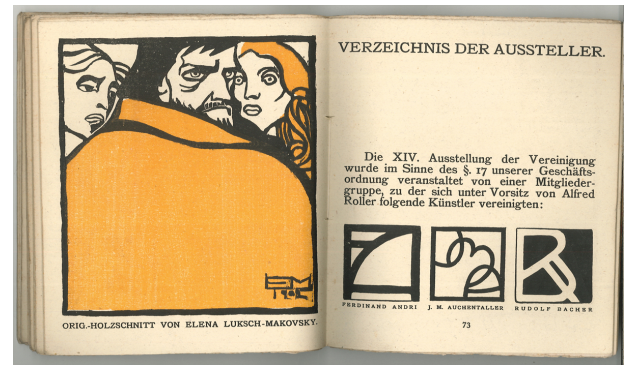 EM
1902
ORIG.-HOLZSCHNITT VON ELENA LUKSCH-MAKOVSKY.
VERZEICHNIS DER AUSSTELLER.
Die XIV. Ausstellung der Vereinigung
wurde im Sinne des §. 17 unserer Geschäfts-
ordnung veranstaltet von einer Mitglieder-
gruppe, zu der sich unter Vorsitz von Alfred
Roller folgende Künstler vereinigten:
FERDINAND ANDRI J. M. AUCHENTALLER RUDOLF BACHER
73